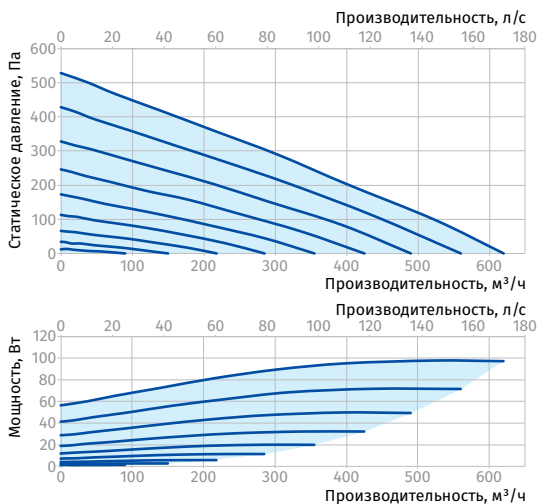 Производительность, л/с
0 20 40 60 80 100 120 140 160 180
Статическое давление, Па
600
500
400
300
200
100
0
0 100 200 300 400 500 600
Производительность, м³/ч
Производительность, л/с
0 20 40 60 80 100 120 140 160 180
Мощность, Вт
120
100
80
60
40
20
0
0 100 200 300 400 500 600
Производительность, м³/ч